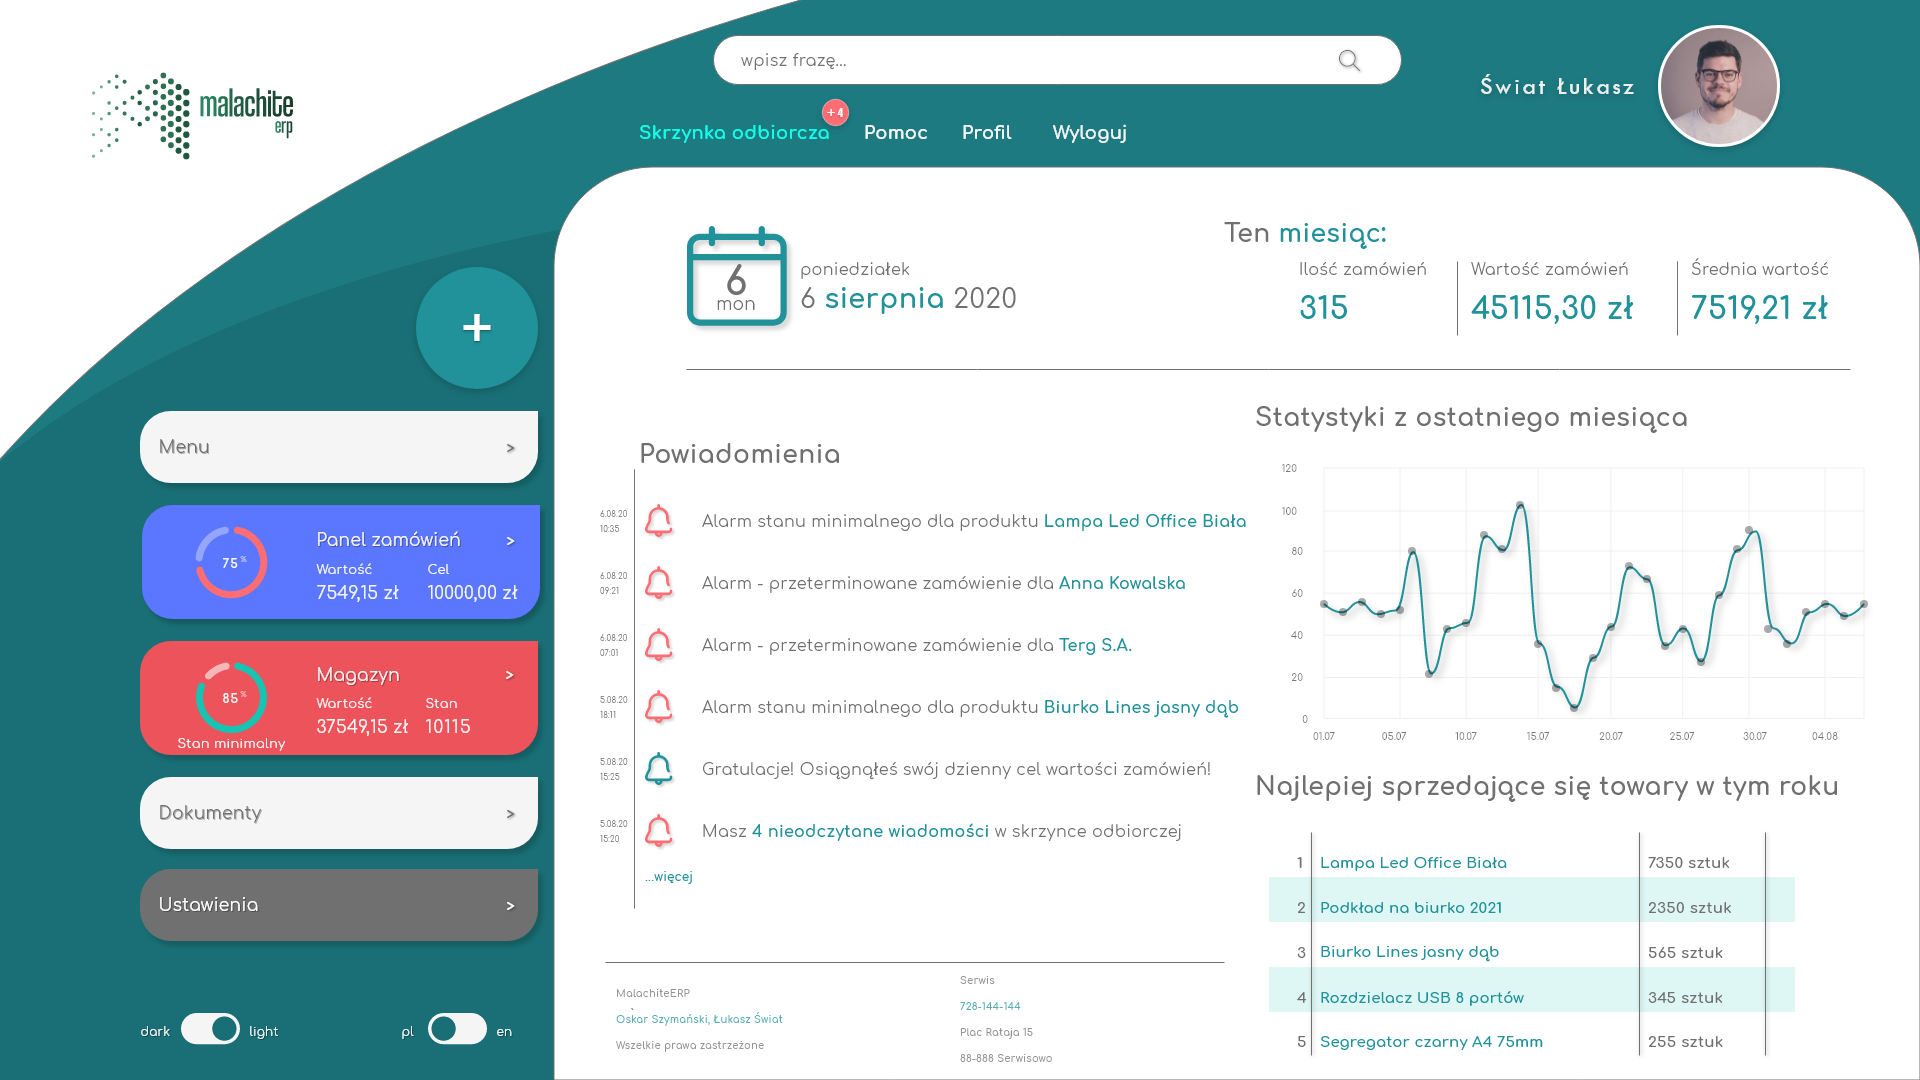 malachite
erp
wpisz frazę...
Świat Łukasz
+4
Skrzynka odbiorcza
Pomoc
Profil
Wyloguj
+
Menu >
Panel zamówień >
75 %
Wartość Cel
7549,15 zł 10000,00 zł
Magazyn >
85 %
Wartość Stan
37549,15 zł 10115
Stan minimalny
Dokumenty >
Ustawienia >
dark light
pl en
6
mon
poniedziałek
6 sierpnia 2020
Ten miesiąc:
Ilość zamówień
315
Wartość zamówień
45115,30 zł
Średnia wartość
7519,21 zł
Powiadomienia
6.08.20
10:35
Alarm stanu minimalnego dla produktu Lampa Led Office Biała
6.08.20
09:21
Alarm - przeterminowane zamówienie dla Anna Kowalska
6.08.20
07:01
Alarm - przeterminowane zamówienie dla Terg S.A.
5.08.20
18:11
Alarm stanu minimalnego dla produktu Biurko Lines jasny dąb
5.08.20
15:25
Gratulacje! Osiągnąłeś swój dzienny cel wartości zamówień!
5.08.20
15:20
Masz 4 nieodczytane wiadomości w skrzynce odbiorczej
...więcej
Statystyki z ostatniego miesiąca
120
100
80
60
40
20
0
01.07 05.07 10.07 15.07 20.07 25.07 30.07 04.08
Najlepiej sprzedające się towary w tym roku
1 Lampa Led Office Biała 7350 sztuk
2 Podkład na biurko 2021 2350 sztuk
3 Biurko Lines jasny dąb 565 sztuk
4 Rozdzielacz USB 8 portów 345 sztuk
5 Segregator czarny A4 75mm 255 sztuk
MalachiteERP
Oskar Szymański, Łukasz Świat
Wszelkie prawa zastrzeżone
Serwis
728-144-144
Plac Rataja 15
88-888 Serwisowo